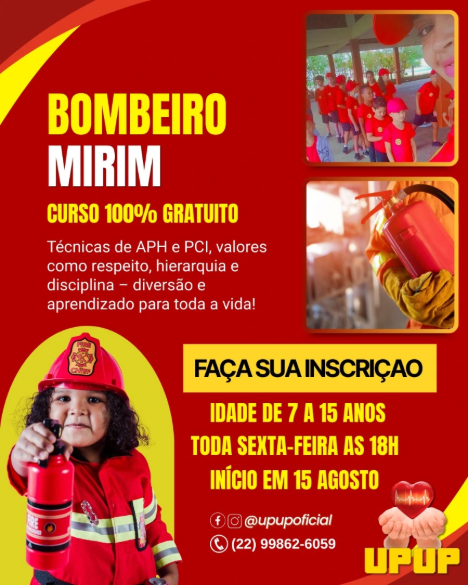 BOMBEIRO
MIRIM
CURSO 100% GRATUITO
Técnicas de APH e PCI, valores
como respeito, hierarquia e
disciplina – diversão e
aprendizado para toda a vida!
FAÇA SUA INSCRIÇAO
IDADE DE 7 A 15 ANOS
TODA SEXTA-FEIRA AS 18H
INÍCIO EM 15 AGOSTO
@upupoficial
(22) 99862-6059
UPUP